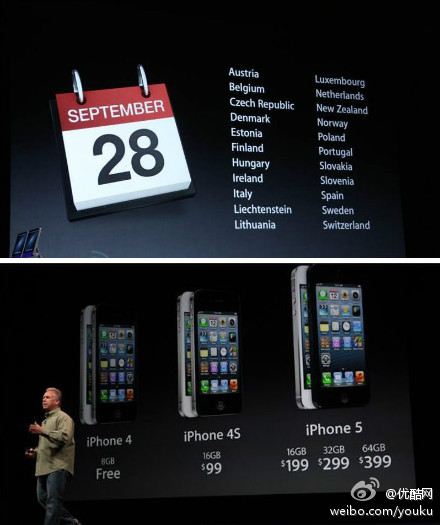 SEPTEMBER
28
Austria
Belgium
Czech Republic
Denmark
Estonia
Finland
Hungary
Ireland
Italy
Liechtenstein
Lithuania
Luxembourg
Netherlands
New Zealand
Norway
Poland
Portugal
Slovakia
Slovenia
Spain
Sweden
Switzerland
iPhone 4
8GB
Free
iPhone 4S
16GB
$99
iPhone 5
16GB 32GB 64GB
$199 $299 $399
@优酷网
weibo.com/youku